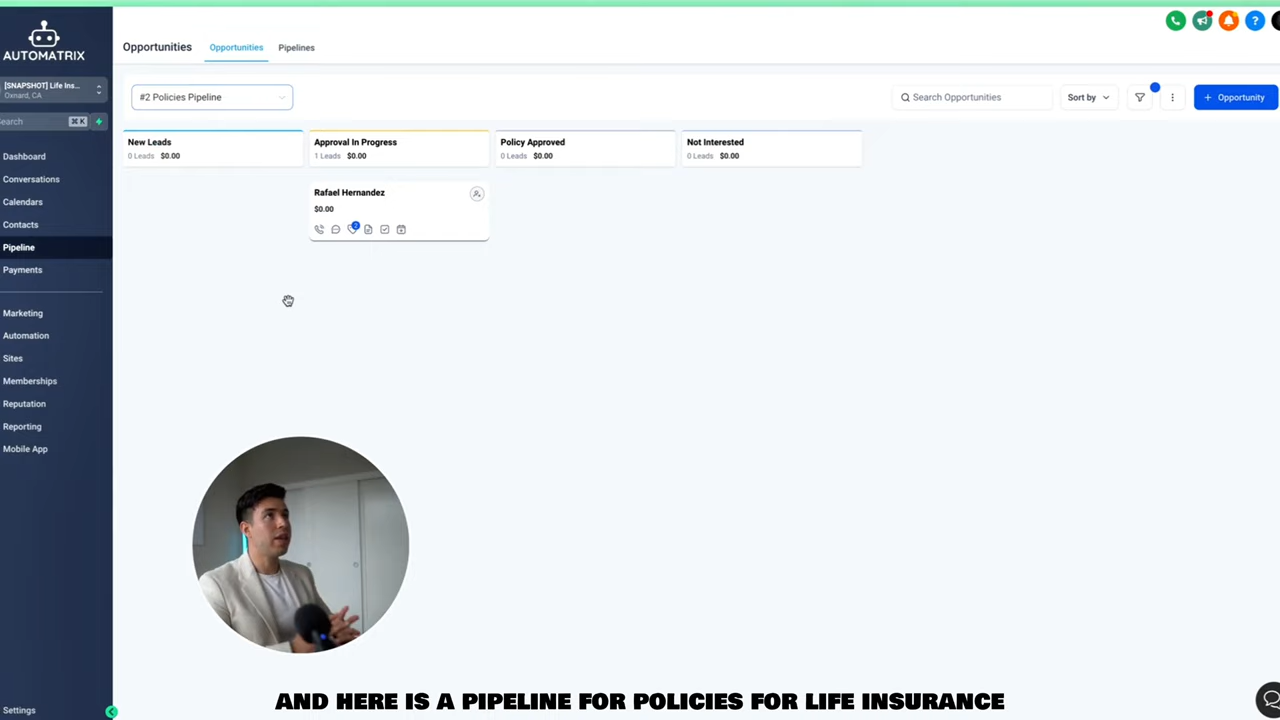 AUTOMATRIX
[SNAPSHOT] Life Ins...
Oxnard, CA
Search
⌘K
Dashboard
Conversations
Calendars
Contacts
Pipeline
Payments
Marketing
Automation
Sites
Memberships
Reputation
Reporting
Mobile App
Settings
Opportunities Opportunities Pipelines
#2 Policies Pipeline
Search Opportunities
Sort by
+ Opportunity
New Leads
0 Leads $0.00
Approval In Progress
1 Leads $0.00
Policy Approved
0 Leads $0.00
Not Interested
0 Leads $0.00
Rafael Hernandez
$0.00
2
AND HERE IS A PIPELINE FOR POLICIES FOR LIFE INSURANCE